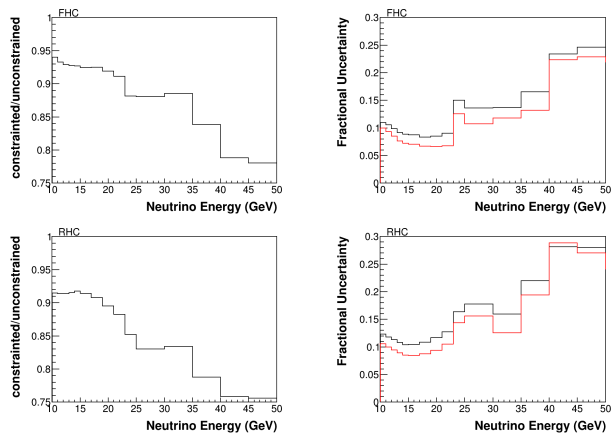 FHC
constrainted/unconstrained
1
0.95
0.9
0.85
0.8
0.75
10 15 20 25 30 35 40 45 50
Neutrino Energy (GeV)
FHC
Fractional Uncertainty
0.3
0.25
0.2
0.15
0.1
0.05
0
10 15 20 25 30 35 40 45 50
Neutrino Energy (GeV)
RHC
constrainted/unconstrained
1
0.95
0.9
0.85
0.8
0.75
10 15 20 25 30 35 40 45 50
Neutrino Energy (GeV)
RHC
Fractional Uncertainty
0.3
0.25
0.2
0.15
0.1
0.05
0
10 15 20 25 30 35 40 45 50
Neutrino Energy (GeV)